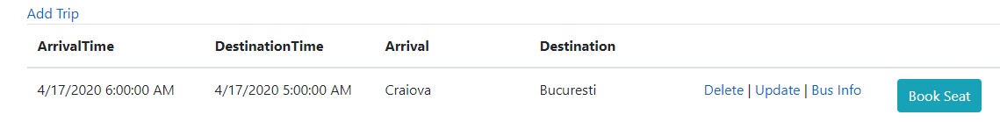 Add Trip
ArrivalTime DestinationTime Arrival Destination
4/17/2020 6:00:00 AM 4/17/2020 5:00:00 AM Craiova Bucuresti Delete | Update | Bus Info Book Seat